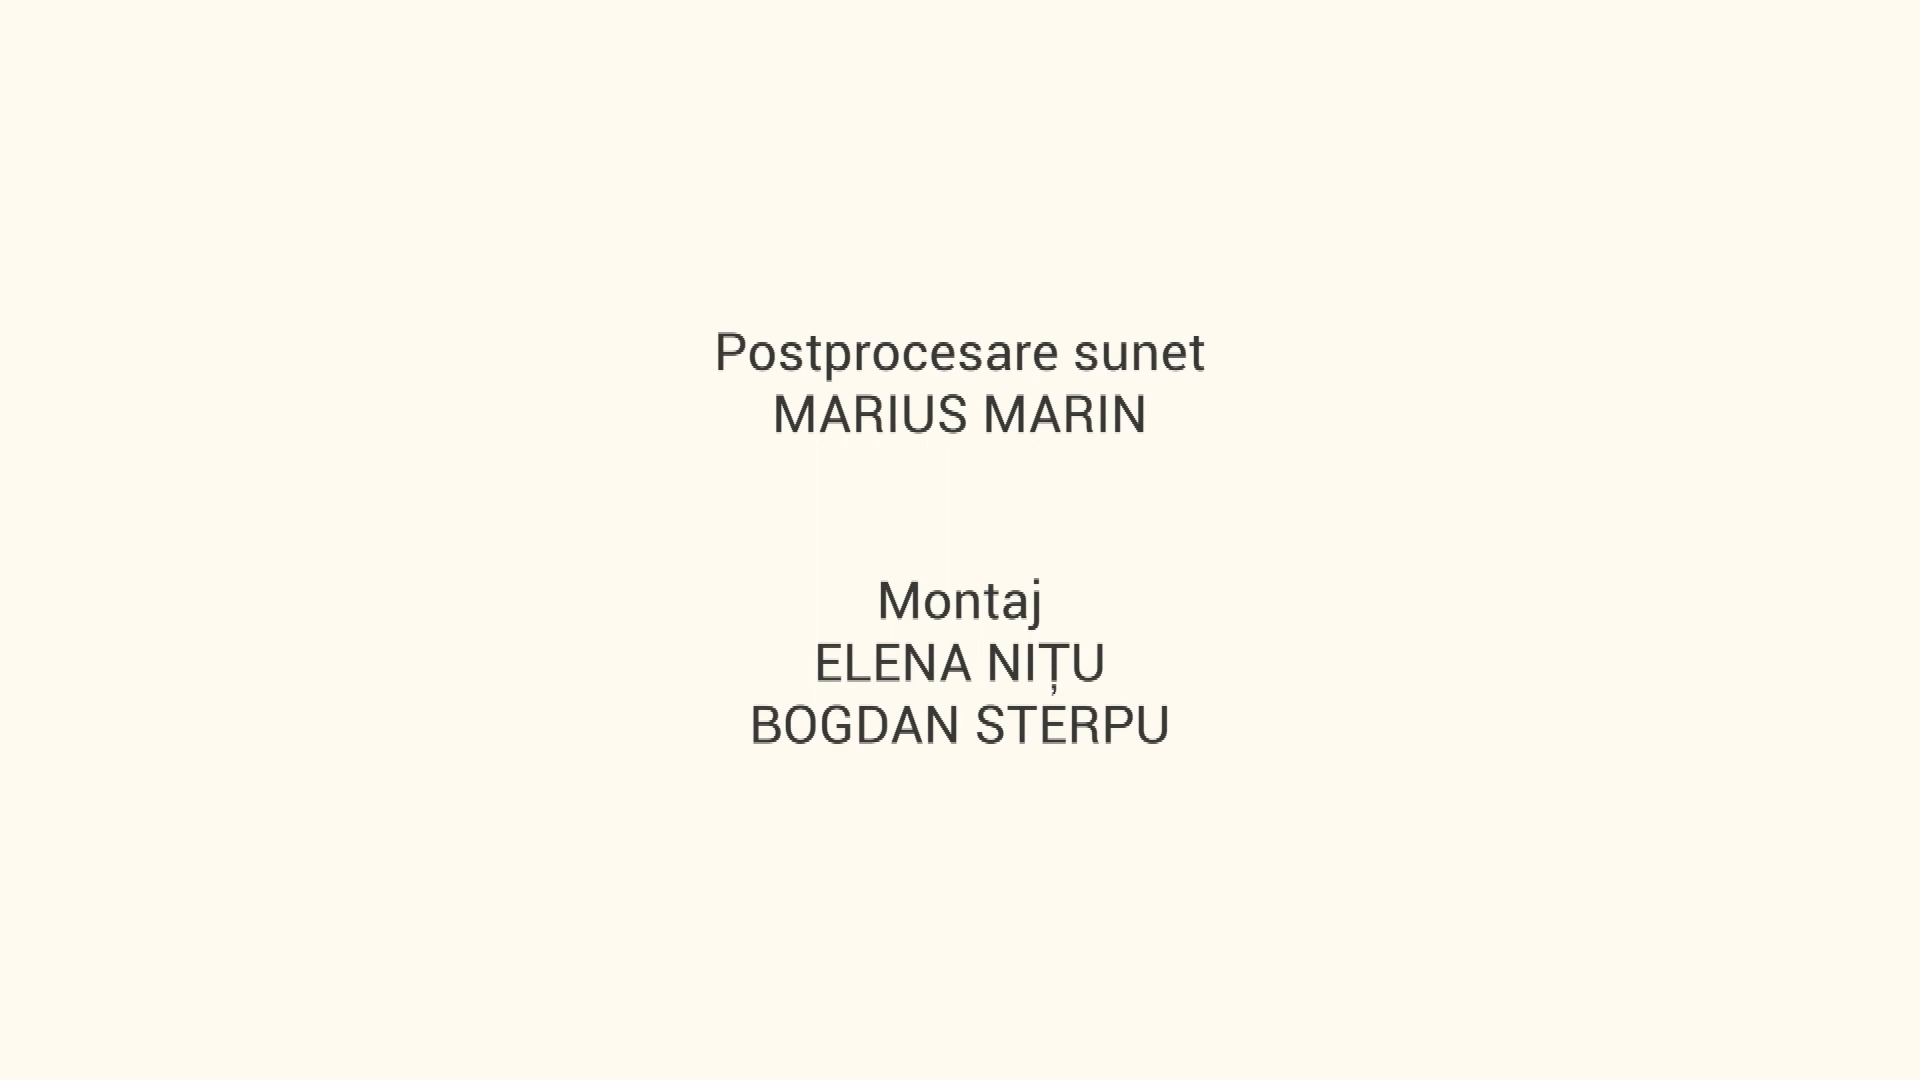 Postprocesare sunet
MARIUS MARIN
Montaj
ELENA NIȚU
BOGDAN STERPU